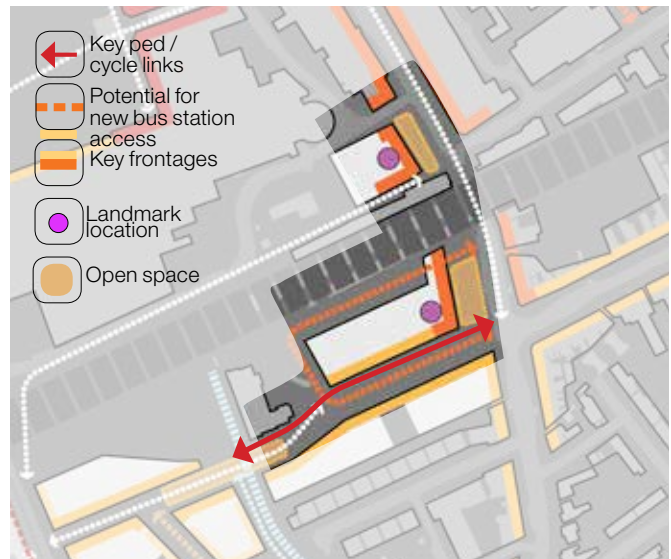 Key ped /
cycle links
Potential for
new bus station
access
Key frontages
Landmark
location
Open space